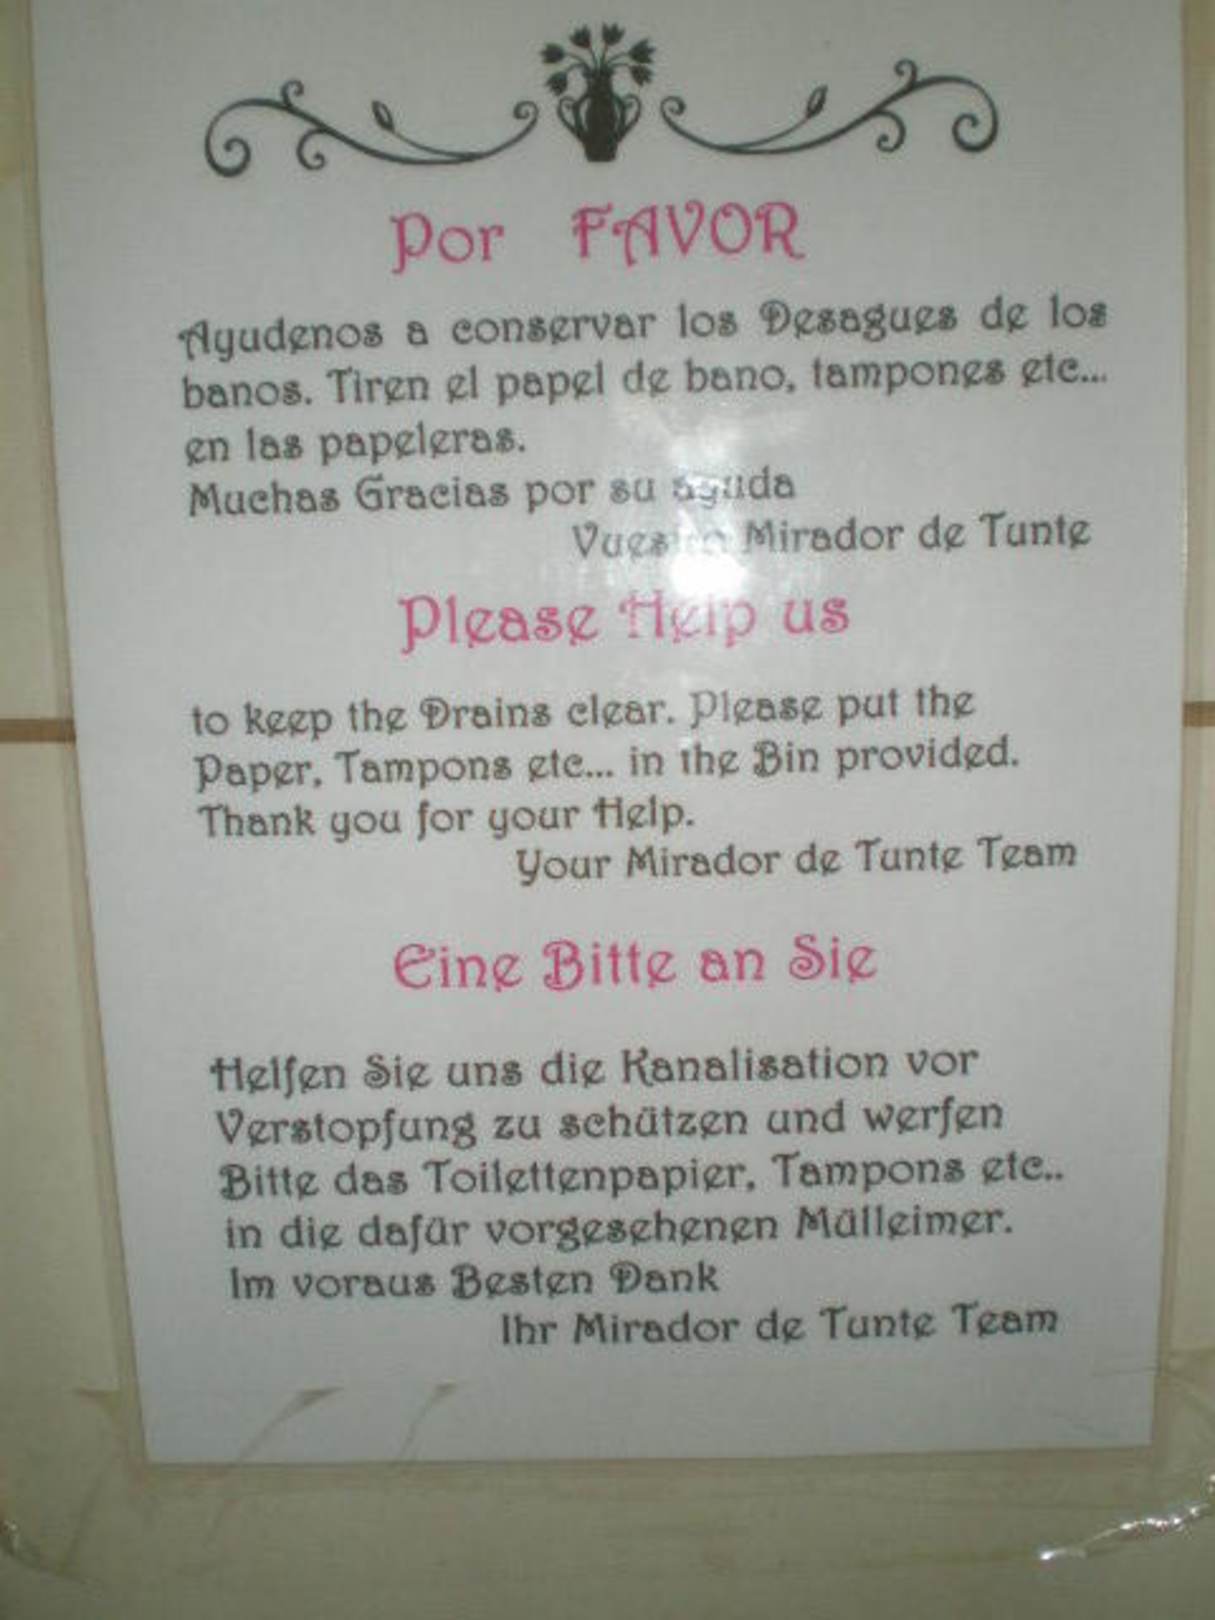 Por FAVOR
Ayudenos a conservar los Desagues de los
banos. Tiren el papel de bano, tampones etc...
en las papeleras.
Muchas Gracias por su ayuda
Vuestro Mirador de Tunte
Please Help us
to keep the Drains clear. Please put the
Paper, Tampons etc... in the Bin provided.
Thank you for your Help.
Your Mirador de Tunte Team
Eine Bitte an Sie
Helfen Sie uns die Kanalisation vor
Verstopfung zu schützen und werfen
Bitte das Toilettenpapier, Tampons etc..
in die dafür vorgesehenen Mülleimer.
Im voraus Besten Dank
Ihr Mirador de Tunte Team